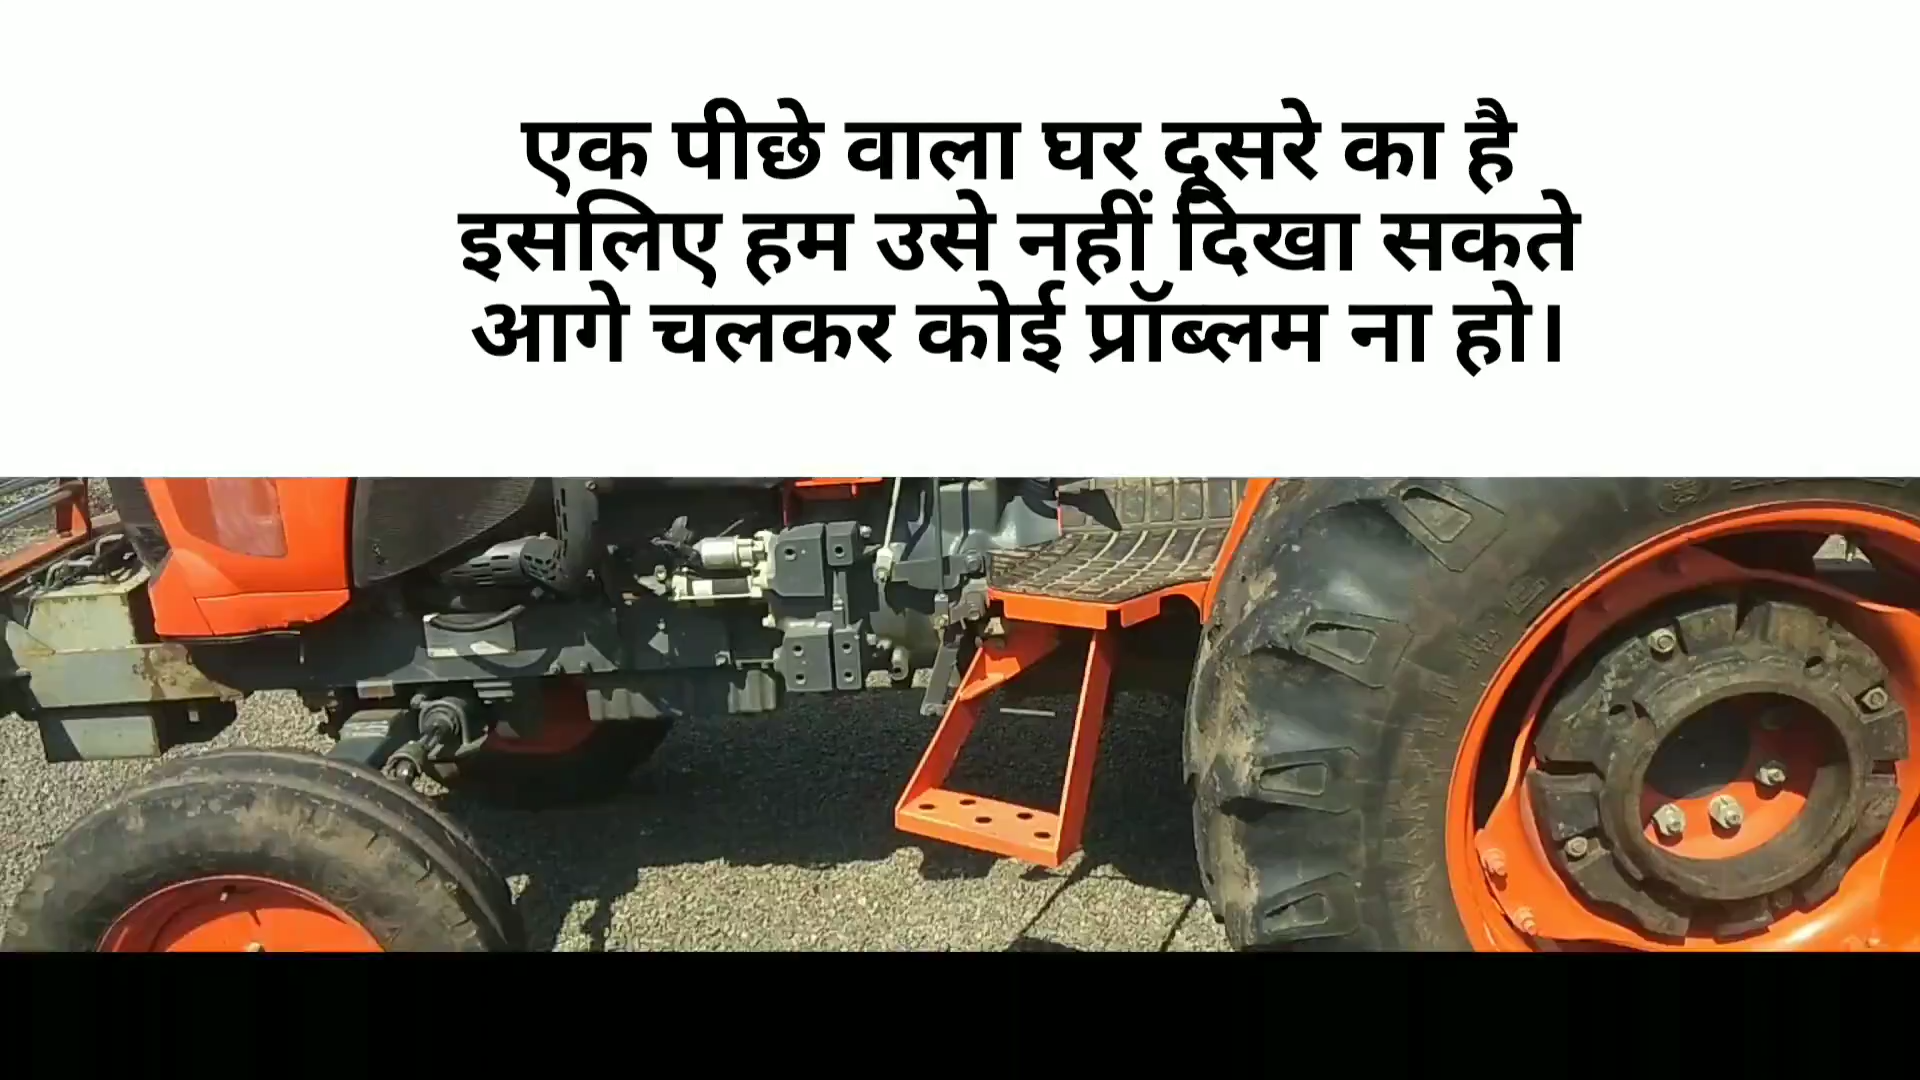 एक पीछे वाला घर दूसरे का है
इसलिए हम उसे नहीं दिखा सकते
आगे चलकर कोई प्रॉब्लम ना हो।